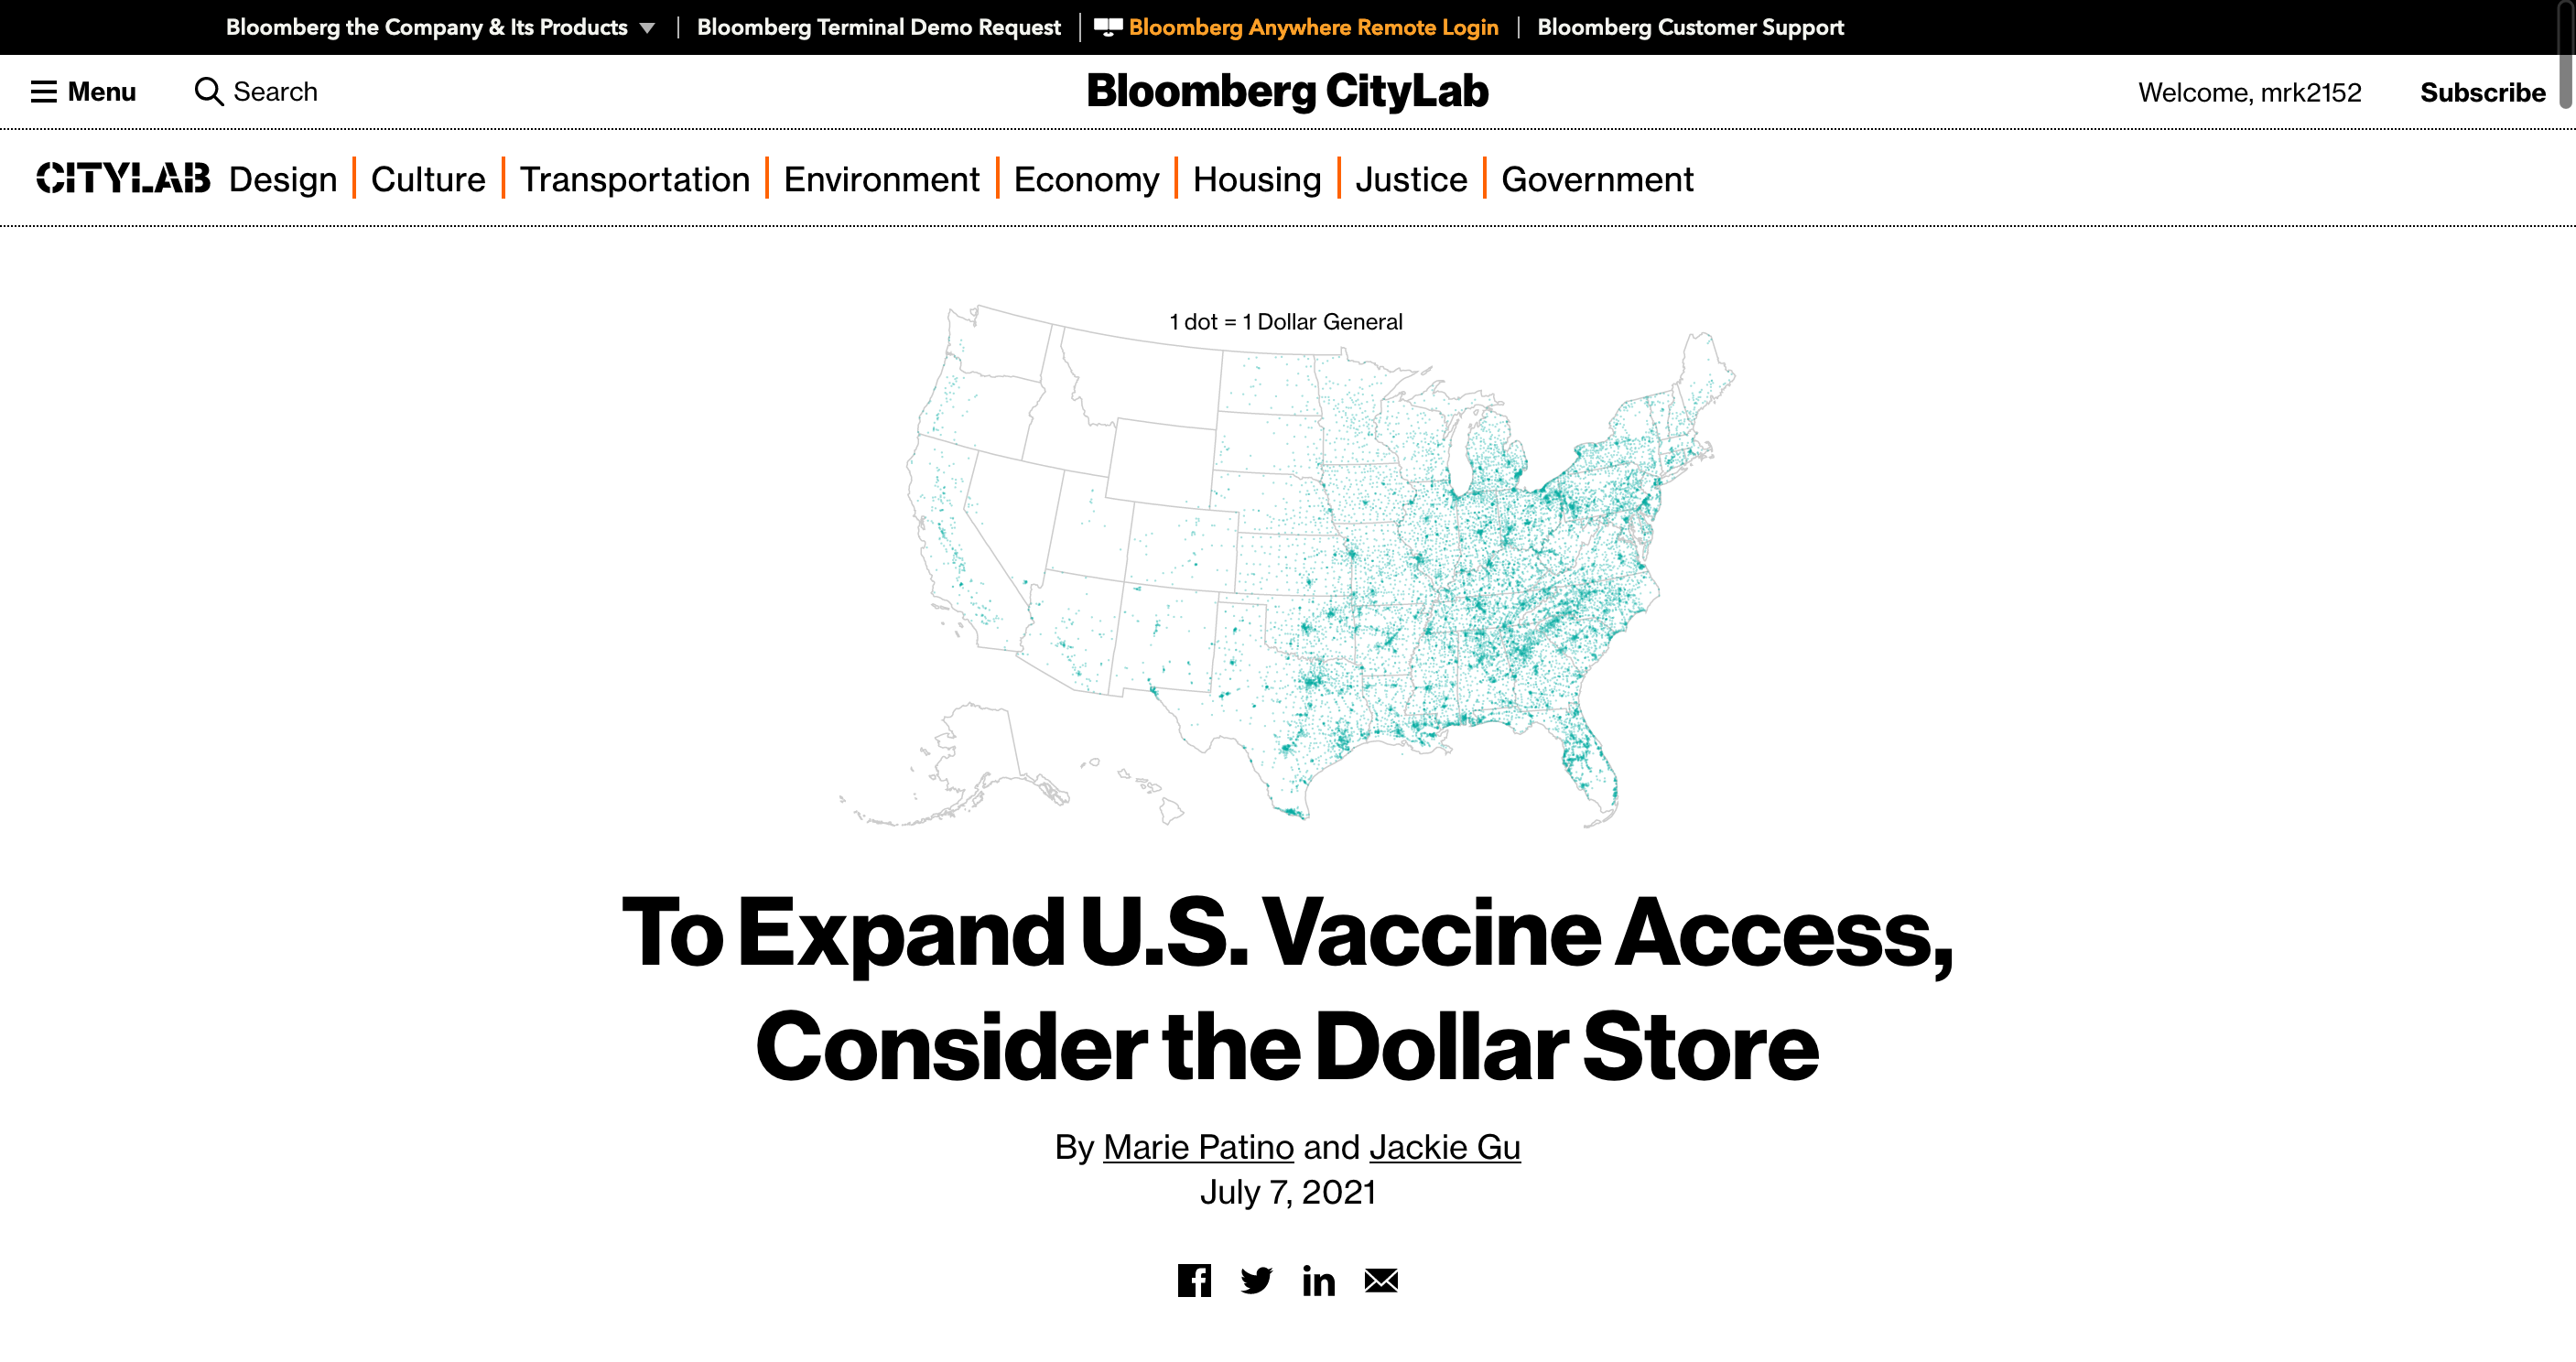 Bloomberg the Company & Its Products Bloomberg Terminal Demo Request Bloomberg Anywhere Remote Login Bloomberg Customer Support
Menu Search Bloomberg CityLab Welcome, mrk2152 Subscribe
CITYLAB Design Culture Transportation Environment Economy Housing Justice Government
1 dot = 1 Dollar General
To Expand U.S. Vaccine Access,
Consider the Dollar Store
By Marie Patino and Jackie Gu
July 7, 2021